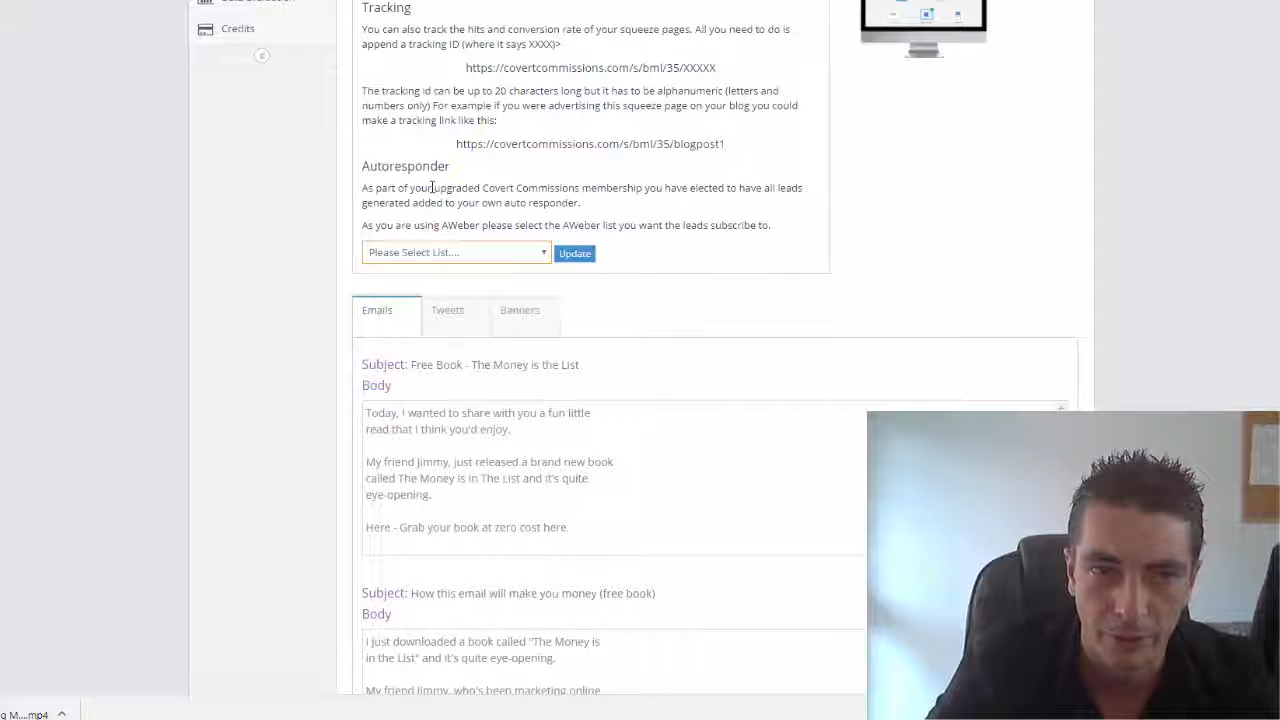 Credits
Tracking
You can also track the hits and conversion rate of your squeeze pages. All you need to do is
append a tracking ID (where it says XXXX)>
https://covertcommissions.com/s/bml/35/XXXXX
The tracking id can be up to 20 characters long but it has to be alphanumeric (letters and
numbers only) For example if you were advertising this squeeze page on your blog you could
make a tracking link like this:
https://covertcommissions.com/s/bml/35/blogpost1
Autoresponder
As part of your upgraded Covert Commissions membership you have elected to have all leads
generated added to your own auto responder.
As you are using AWeber please select the AWeber list you want the leads subscribe to.
Please Select List....
Update
Emails Tweets Banners
Subject: Free Book - The Money is the List
Body
Today, I wanted to share with you a fun little
read that I think you'd enjoy.
My friend Jimmy, just released a brand new book
called The Money is In The List and it's quite
eye-opening.
Here - Grab your book at zero cost here.
Subject: How this email will make you money (free book)
Body
I just downloaded a book called "The Money is
in the List" and it's quite eye-opening.
My friend Jimmy, who's been marketing online
g M....mp4